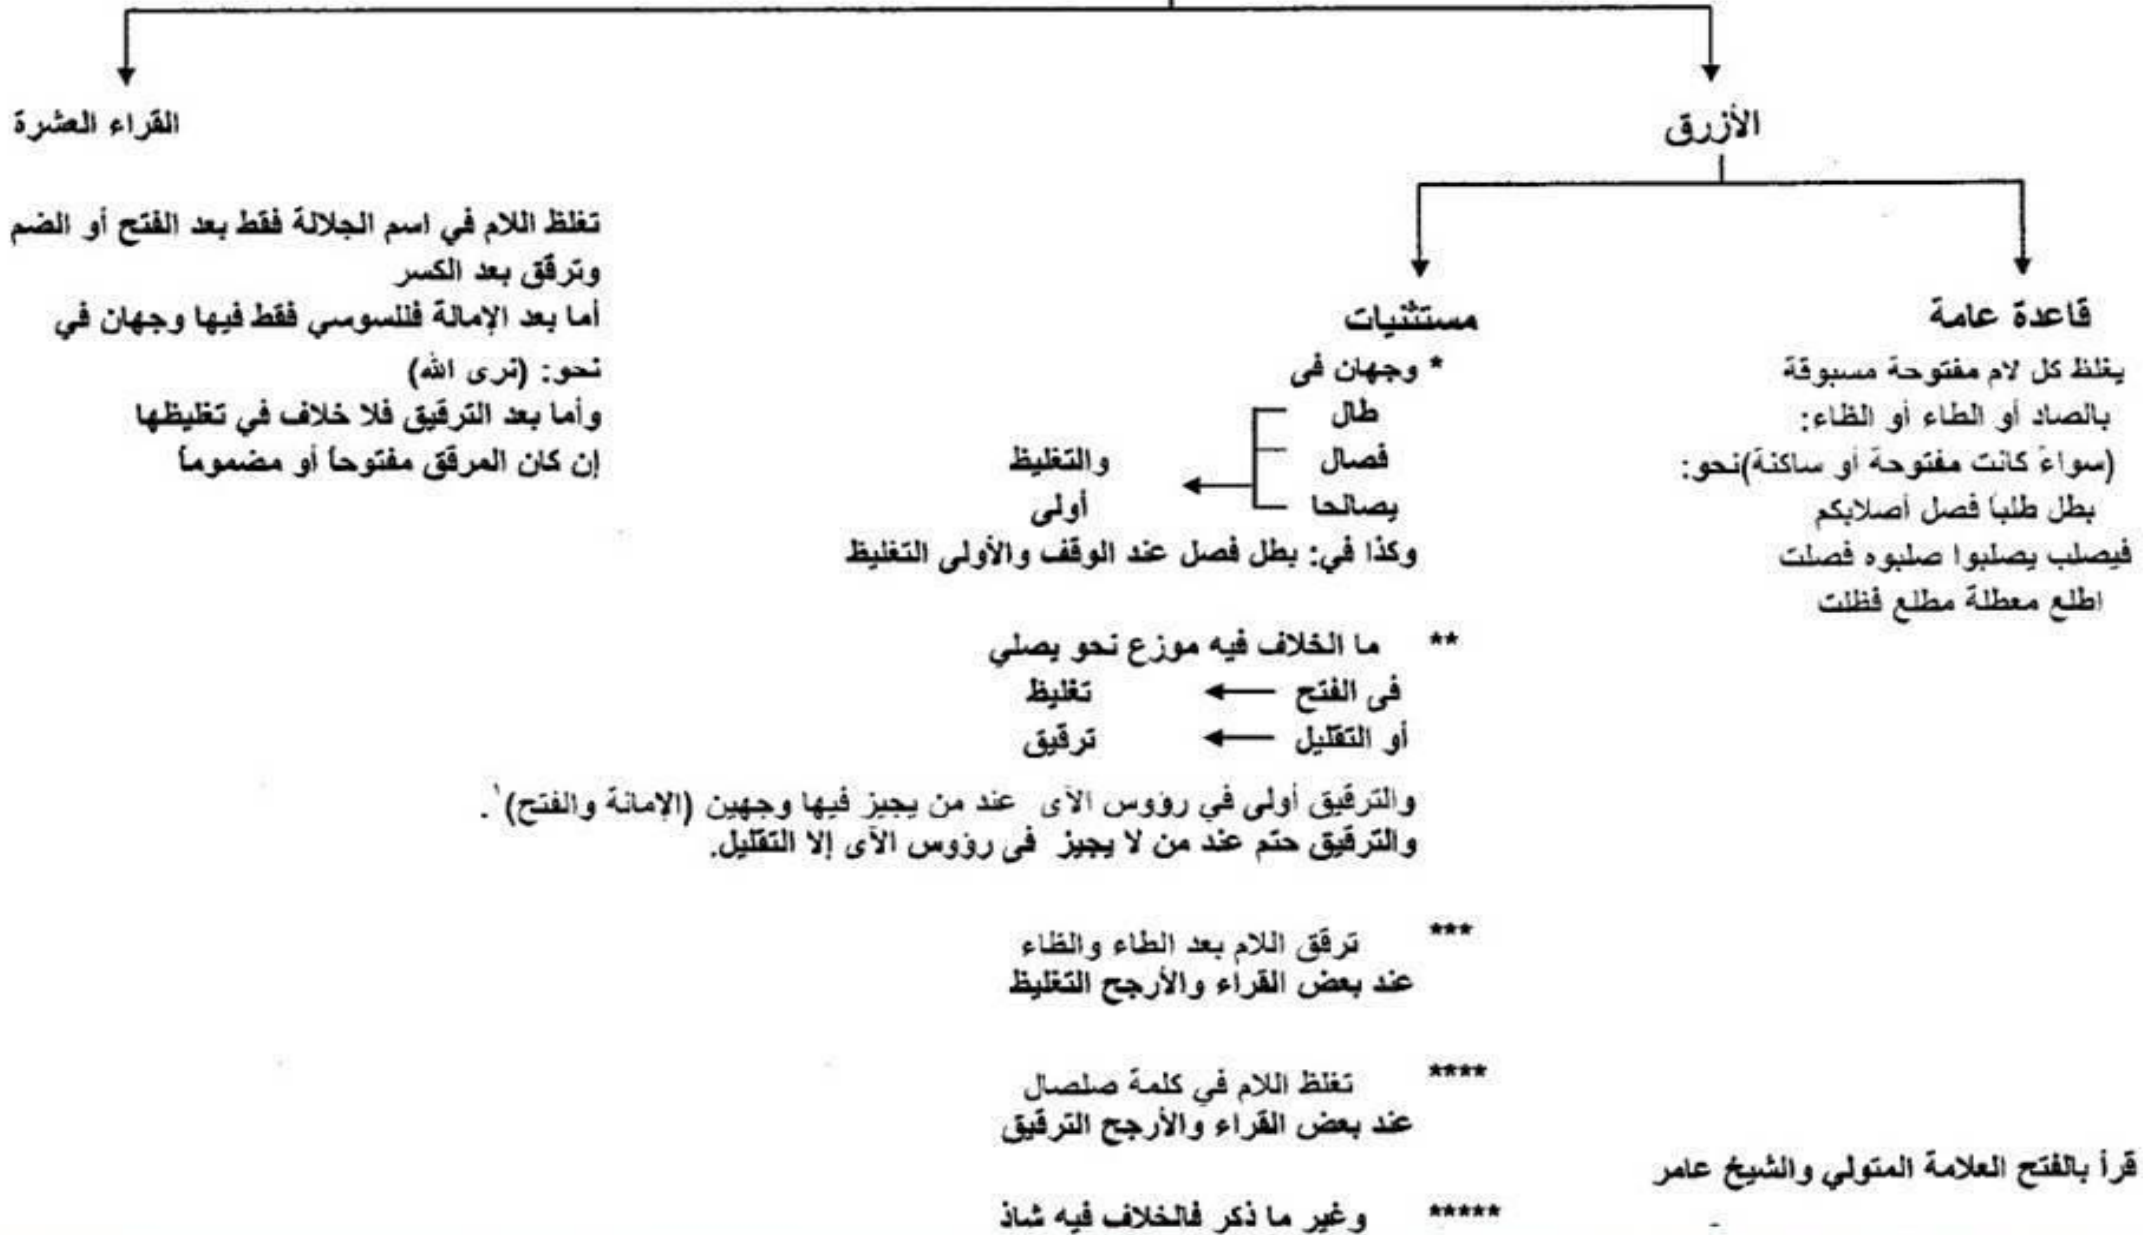 الأزرق
قاعدة عامة
يغلظ كل لام مفتوحة مسبوقة
بالصاد أو الطاء أو الظاء:
(سواءً كانت مفتوحة أو ساكنة)نحو:
بطل طلبا فصل أصلابكم
فيصلب يصلبوا صلبوه فصلت
اطلع معطلة مطلع فظلت
مستثنيات
* وجهان فى
طال
فصال
يصالحا
والتغليظ
أولى
وكذا في: بطل فصل عند الوقف والأولى التغليظ
** ما الخلاف فيه موزع نحو يصلي
فى الفتح ← تغليظ
أو التقليل ← ترقيق
والترقيق أولى في رؤوس الآى عند من يجيز فيها وجهين (الإمالة والفتح)١.
والترقيق حتم عند من لا يجيز فى رؤوس الآى إلا التقليل.
*** ترقق اللام بعد الطاء والظاء
عند بعض القراء والأرجح التغليظ
**** تغلظ اللام في كلمة صلصال
عند بعض القراء والأرجح الترقيق
***** وغير ما ذكر فالخلاف فيه شاذ
القراء العشرة
تغلظ اللام في اسم الجلالة فقط بعد الفتح أو الضم
وترقق بعد الكسر
أما بعد الإمالة فللسوسي فقط فيها وجهان في
نحو: (نرى الله)
وأما بعد الترقيق فلا خلاف في تغليظها
إن كان المرقق مفتوحاً أو مضموماً
قرأ بالفتح العلامة المتولي والشيخ عامر